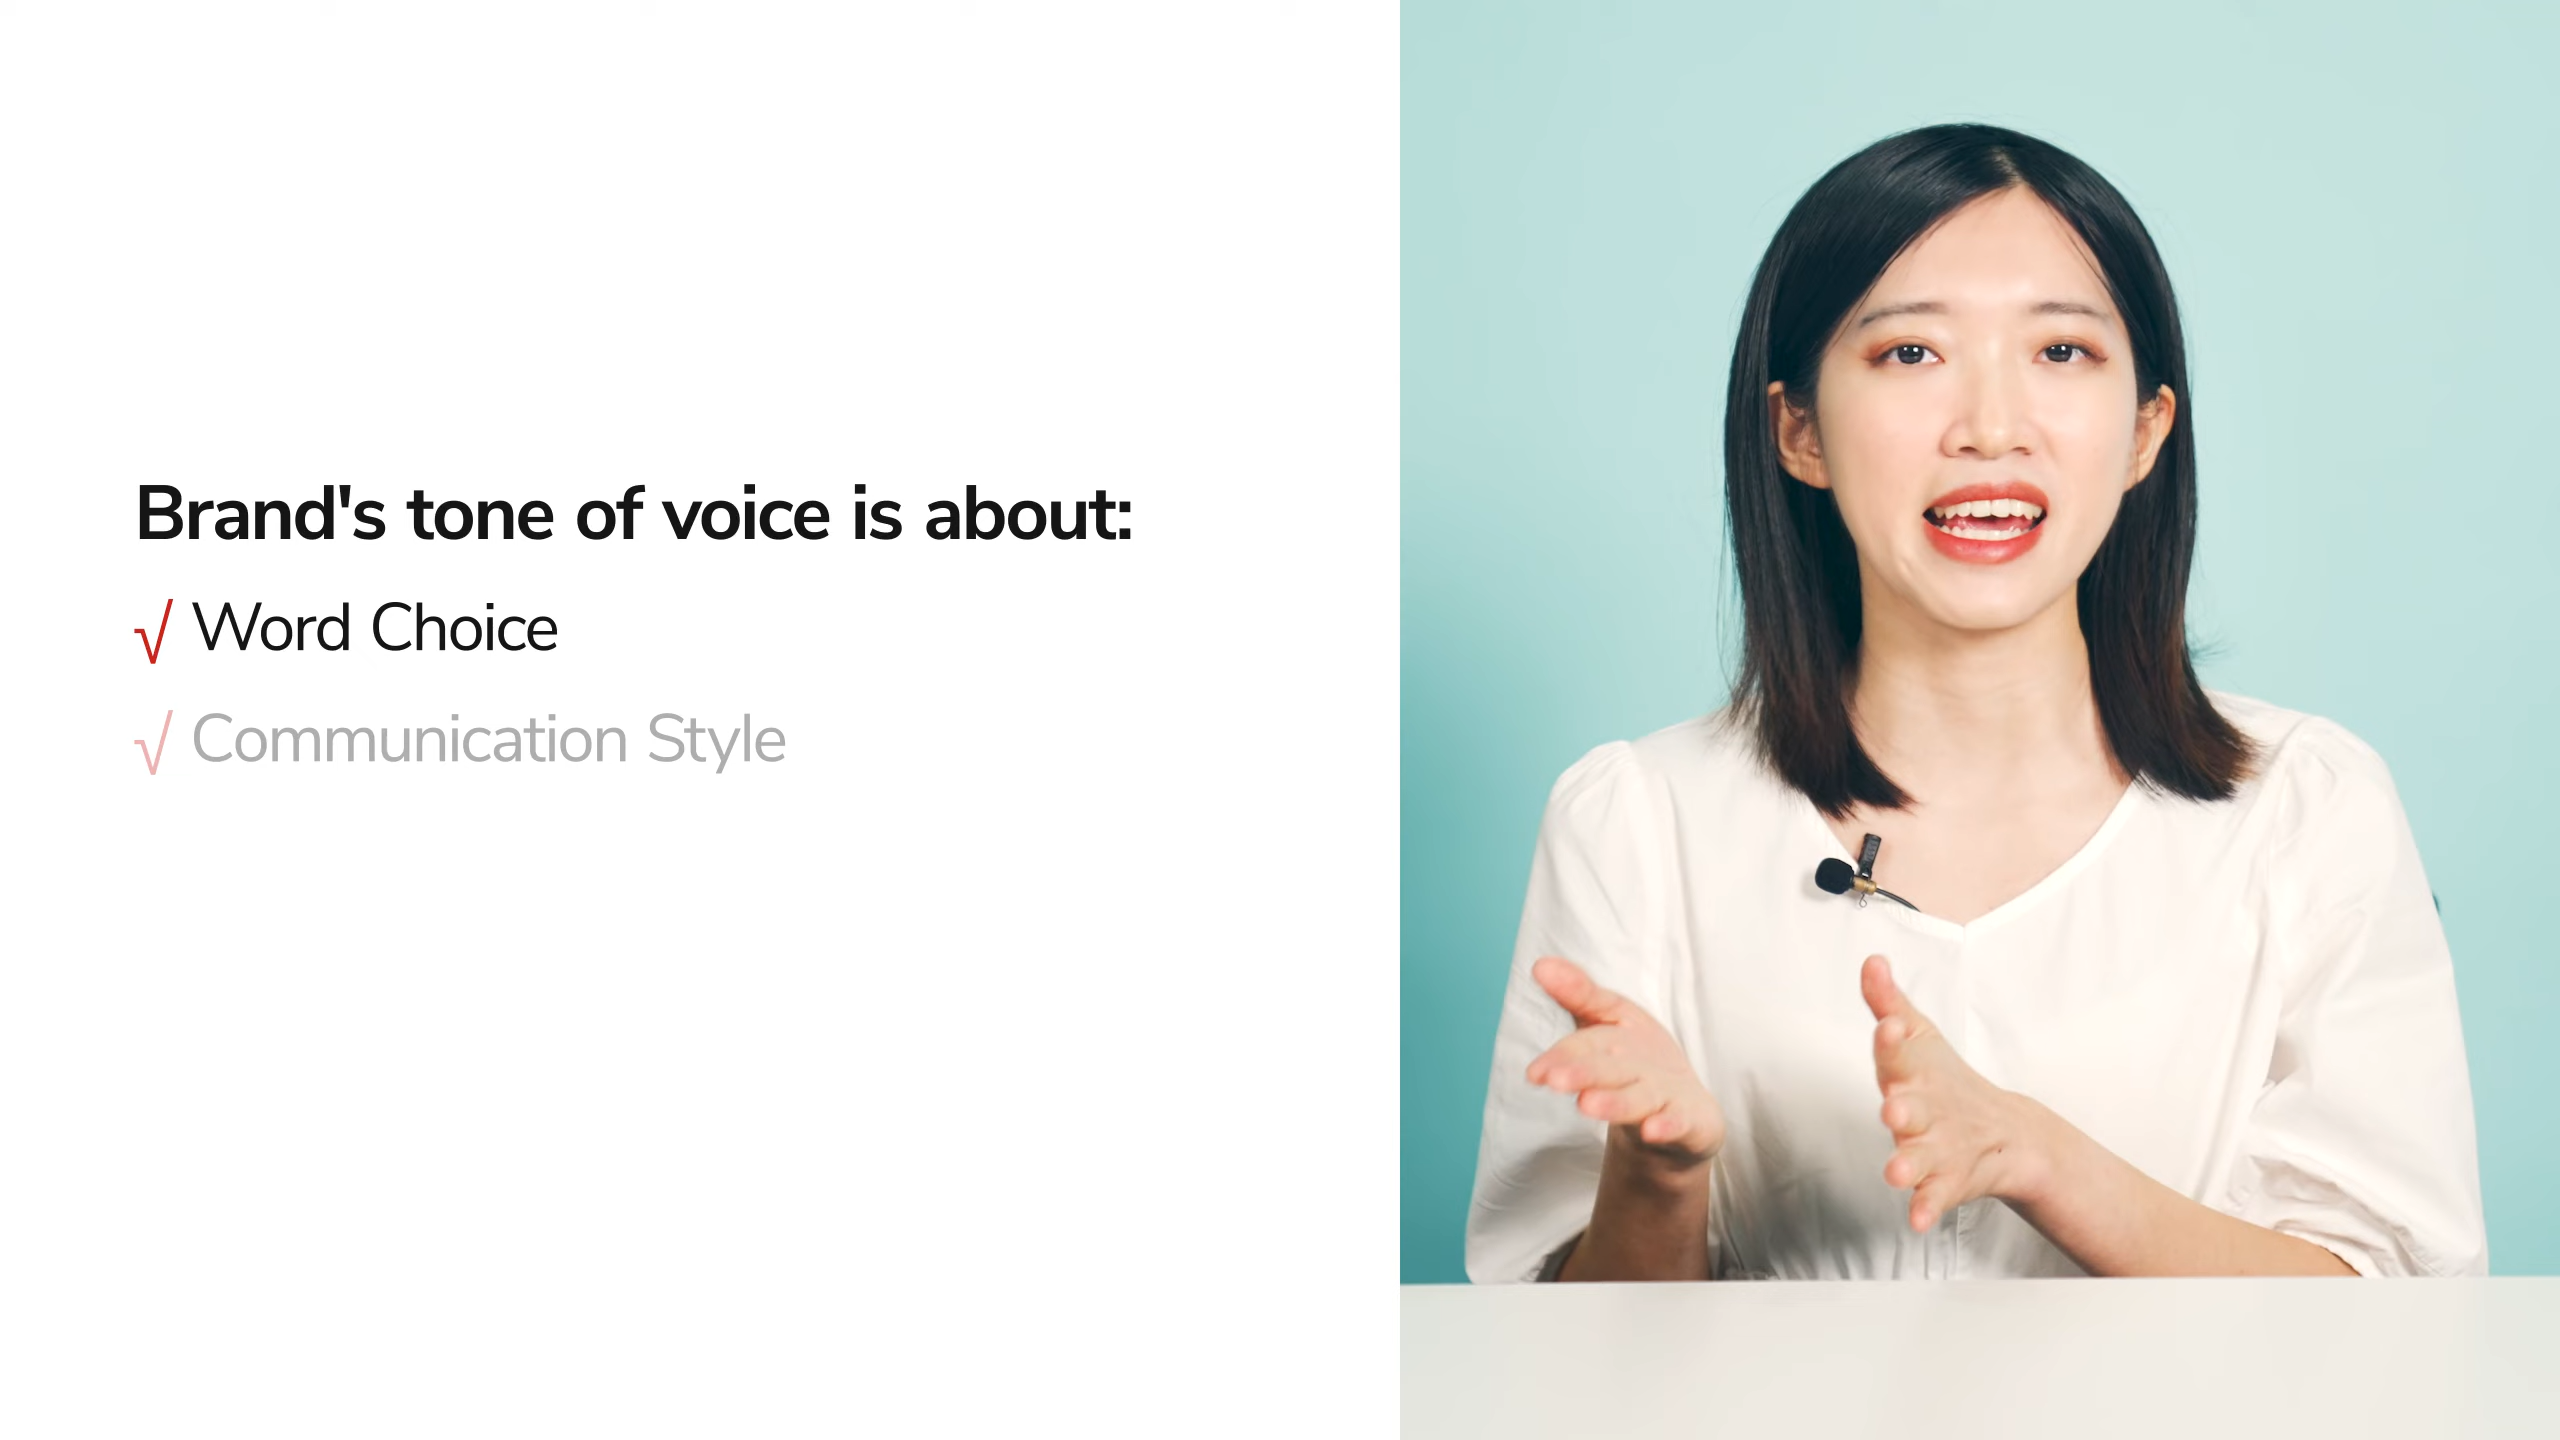 Brand's tone of voice is about:
√ Word Choice
√ Communication Style